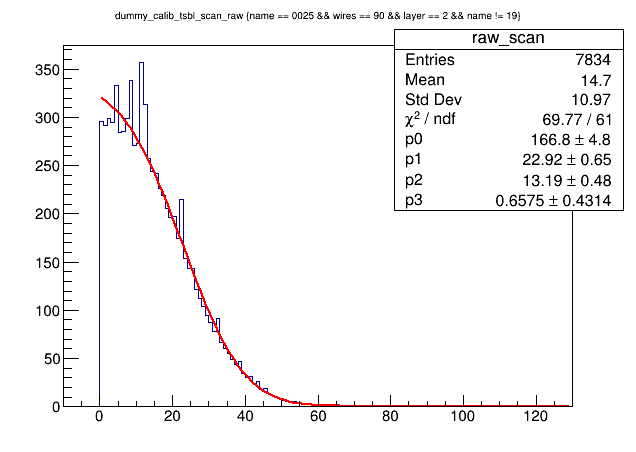 dummy_calib_tsbl_scan_raw {name == 0025 && wires == 90 && layer == 2 && name != 19}
raw_scan
Entries 7834
Mean 14.7
Std Dev 10.97
χ² / ndf 69.77 / 61
p0 166.8 ± 4.8
p1 22.92 ± 0.65
p2 13.19 ± 0.48
p3 0.6575 ± 0.4314
350
300
250
200
150
100
50
0
0 20 40 60 80 100 120